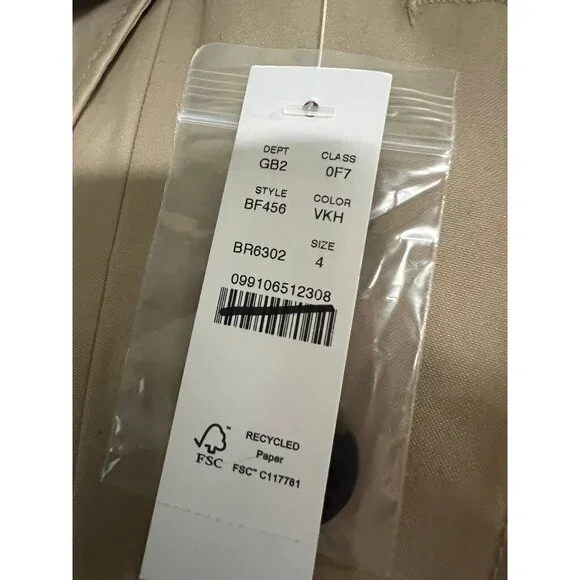 DEPT CLASS
GB2 0F7
STYLE COLOR
BF456 VKH
SIZE
BR6302 4
099106512308
RECYCLED
Paper
FSC™ C117781
FSC